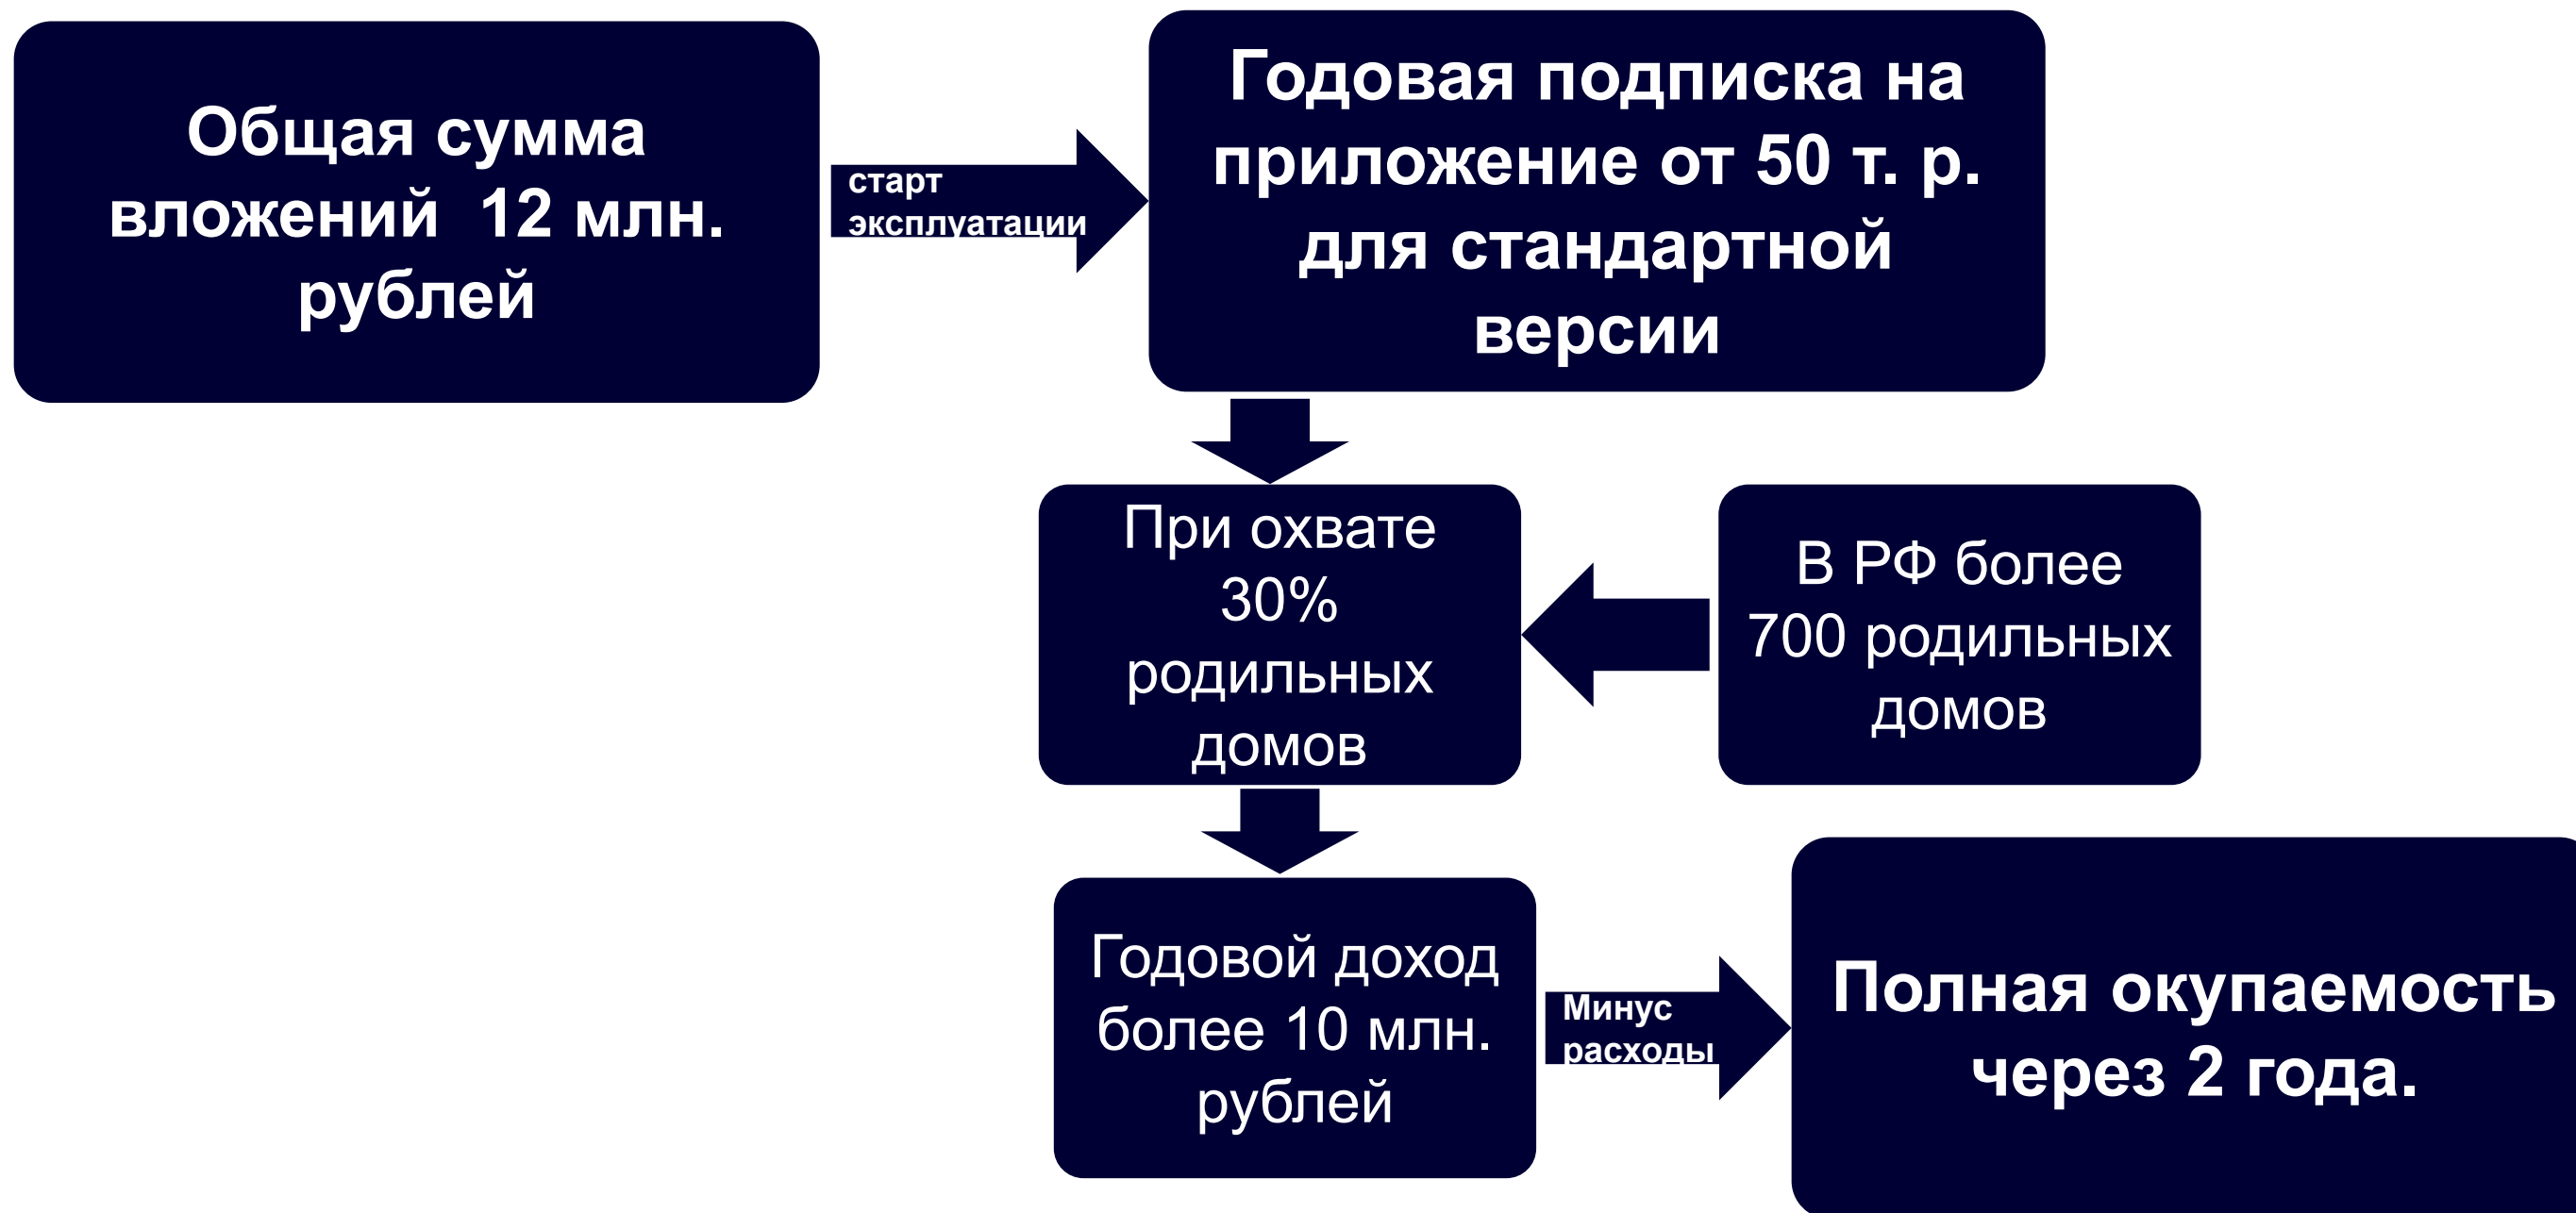 Общая сумма
вложений  12 млн.
рублей
старт
эксплуатации
Годовая подписка на
приложение от 50 т. р.
для стандартной
версии
При охвате
30%
родильных
домов
В РФ более
700 родильных
домов
Годовой доход
более 10 млн.
рублей
Минус
расходы
Полная окупаемость
через 2 года.